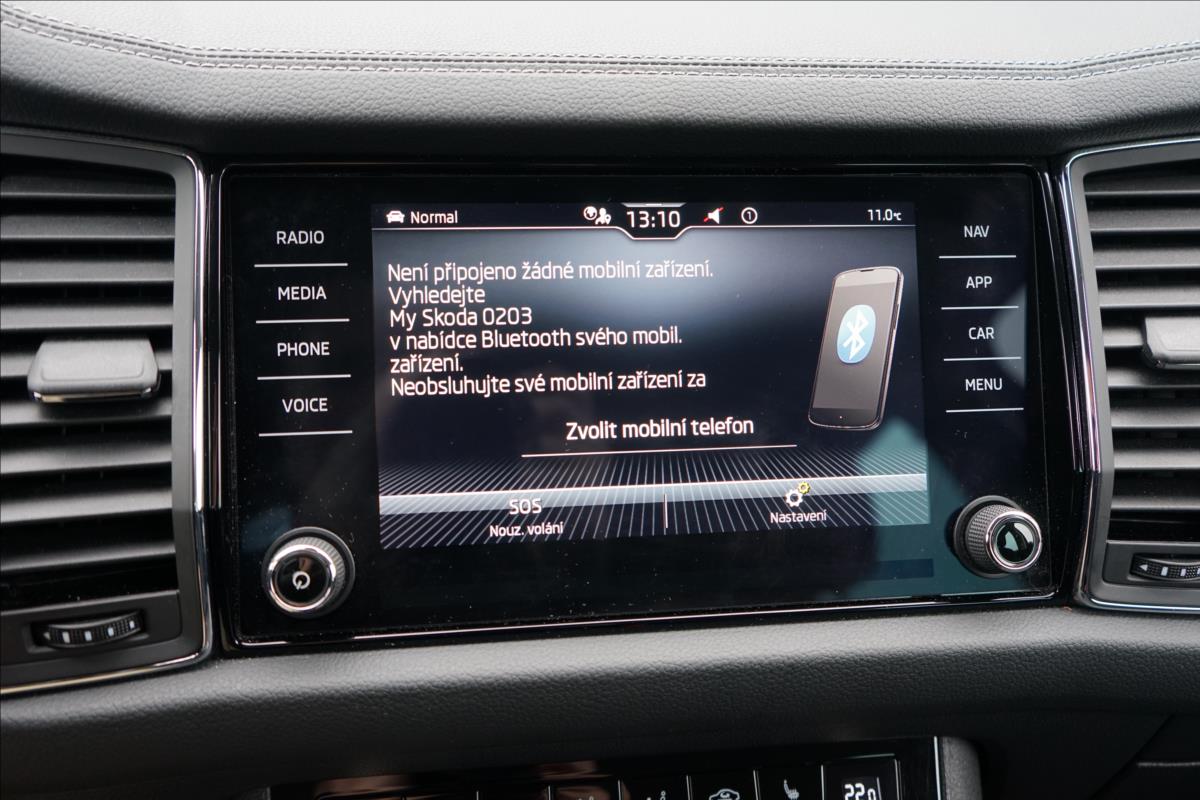 Normal
13:10
1
11.0°C
RADIO
MEDIA
PHONE
VOICE
Není připojeno žádné mobilní zařízení.
Vyhledejte
My Skoda 0203
v nabídce Bluetooth svého mobil.
zařízení.
Neobsluhujte své mobilní zařízení za
Zvolit mobilní telefon
SOS
Nouz. volání
Nastavení
NAV
APP
CAR
MENU